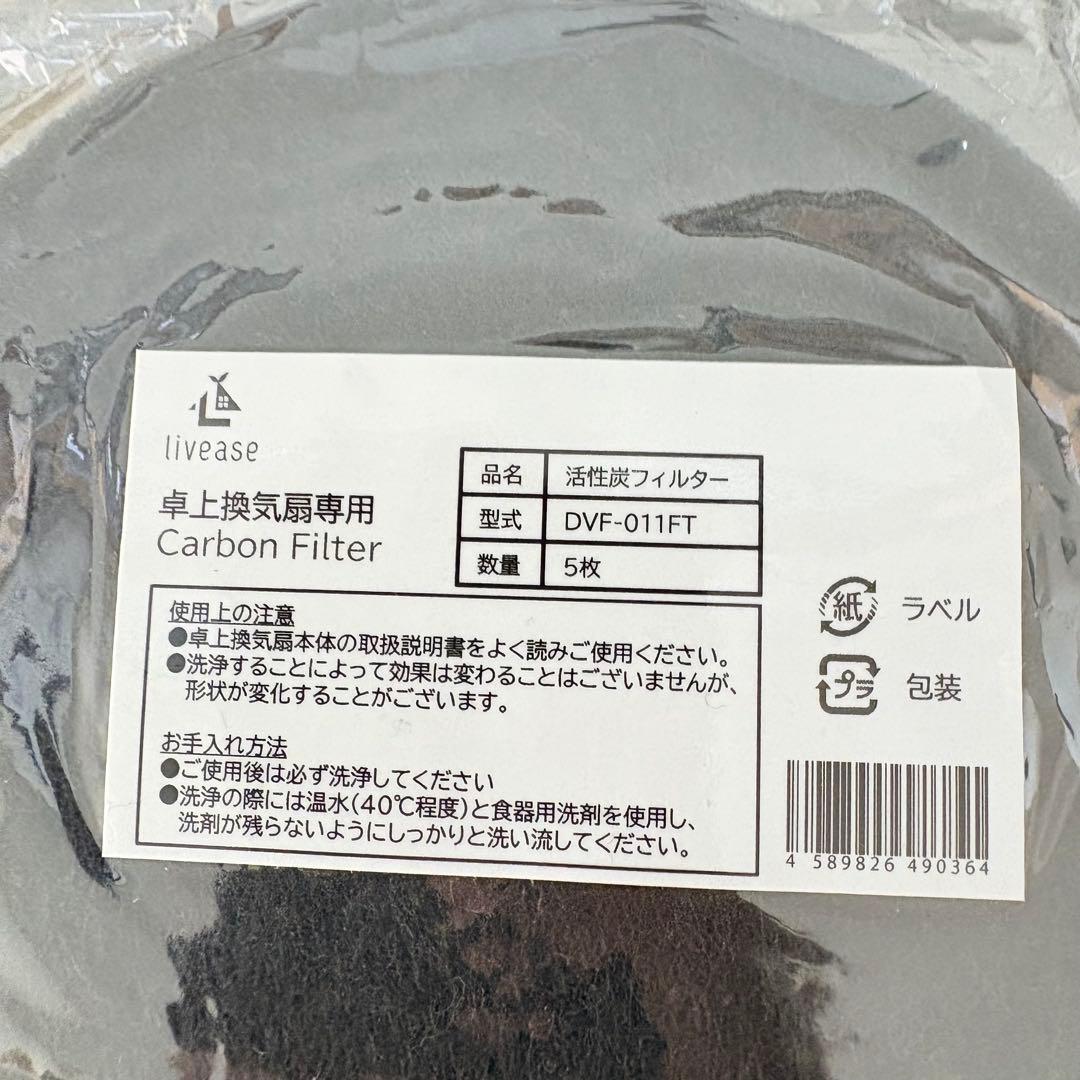 livease
卓上換気扇専用
Carbon Filter
品名 活性炭フィルター
型式 DVF-011FT
数量 5枚
使用上の注意
●卓上換気扇本体の取扱説明書をよく読みご使用ください。
●洗浄することによって効果は変わることはございませんが、
形状が変化することがございます。
お手入れ方法
●ご使用後は必ず洗浄してください
●洗浄の際には温水(40℃程度)と食器用洗剤を使用し、
洗剤が残らないようにしっかりと洗い流してください。
紙 ラベル
プラ 包装
4 589826 490364